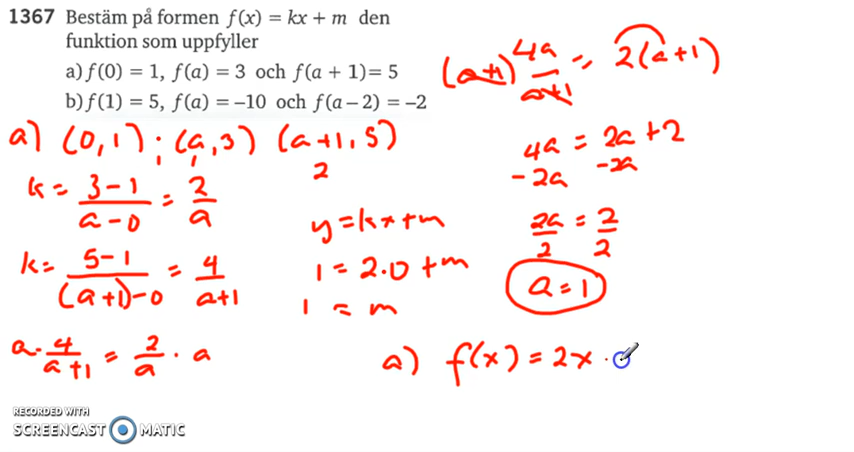 1367 Bestäm på formen f(x) = kx + m den
funktion som uppfyller
a) f(0) = 1, f(a) = 3 och f(a + 1) = 5
b) f(1) = 5, f(a) = −10 och f(a − 2) = −2
a) (0,1); (a,3) (a+1,5)
1 1 2
k = 3-1 / a-0 = 2/a
k = 5-1 / (a+1)-0 = 4 / a+1
a · 4 / a+1 = 2/a · a
y = kx + m
1 = 2·0 + m
1 = m
(a+1) 4a / a+1 = 2(a+1)
4a = 2a + 2
-2a -2a
2a/2 = 2/2
a = 1
a) f(x) = 2x ·
RECORDED WITH
SCREENCAST MATIC